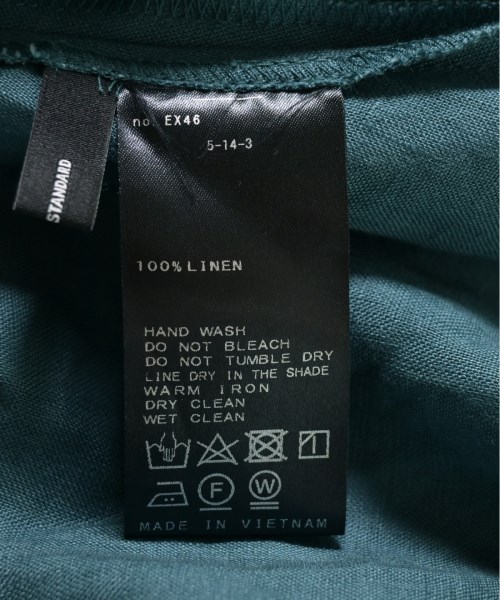 no. EX46
5-14-3
STANDARD
100% LINEN
HAND WASH
DO NOT BLEACH
DO NOT TUMBLE DRY
LINE DRY IN THE SHADE
WARM IRON
DRY CLEAN
WET CLEAN
F W
MADE IN VIETNAM